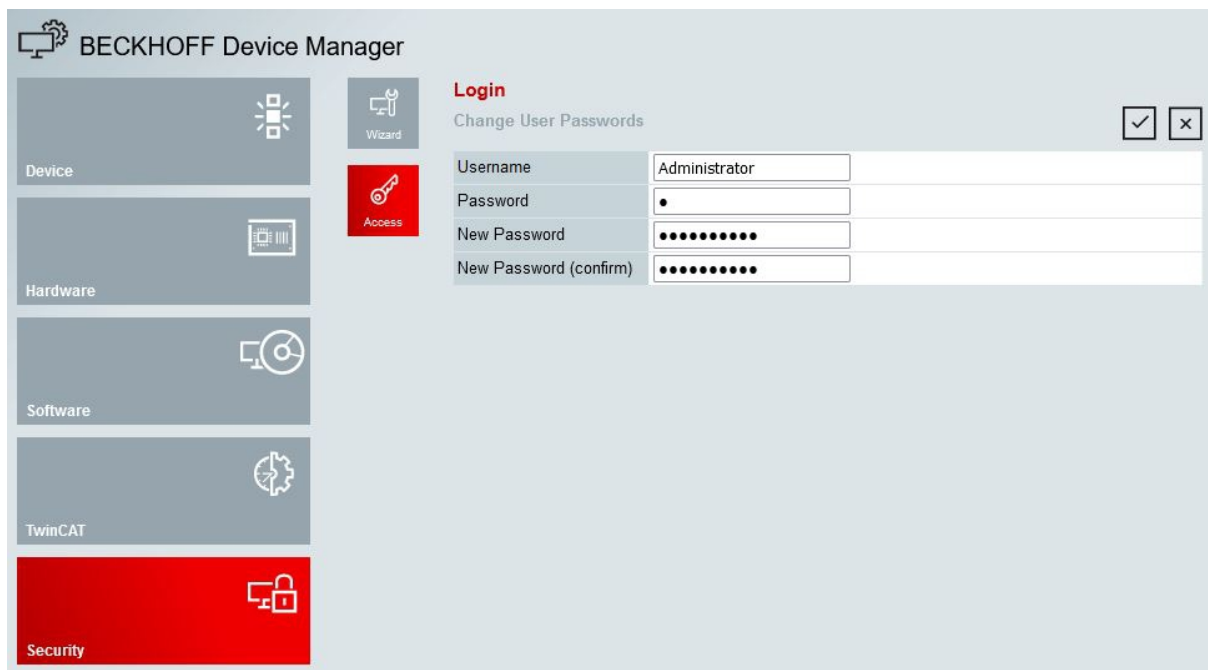 BECKHOFF Device Manager
Device
Hardware
Software
TwinCAT
Security
Wizard
Access
Login
Change User Passwords
Username Administrator
Password ●
New Password ●●●●●●●●●●
New Password (confirm) ●●●●●●●●●●